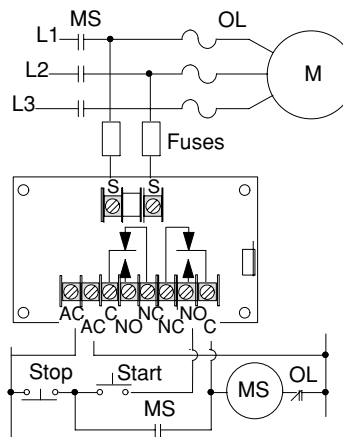 MS
L1
OL
L2
M
L3
Fuses
S S
AC C NC NO
AC NO NC C
Stop Start
MS
OL
MS